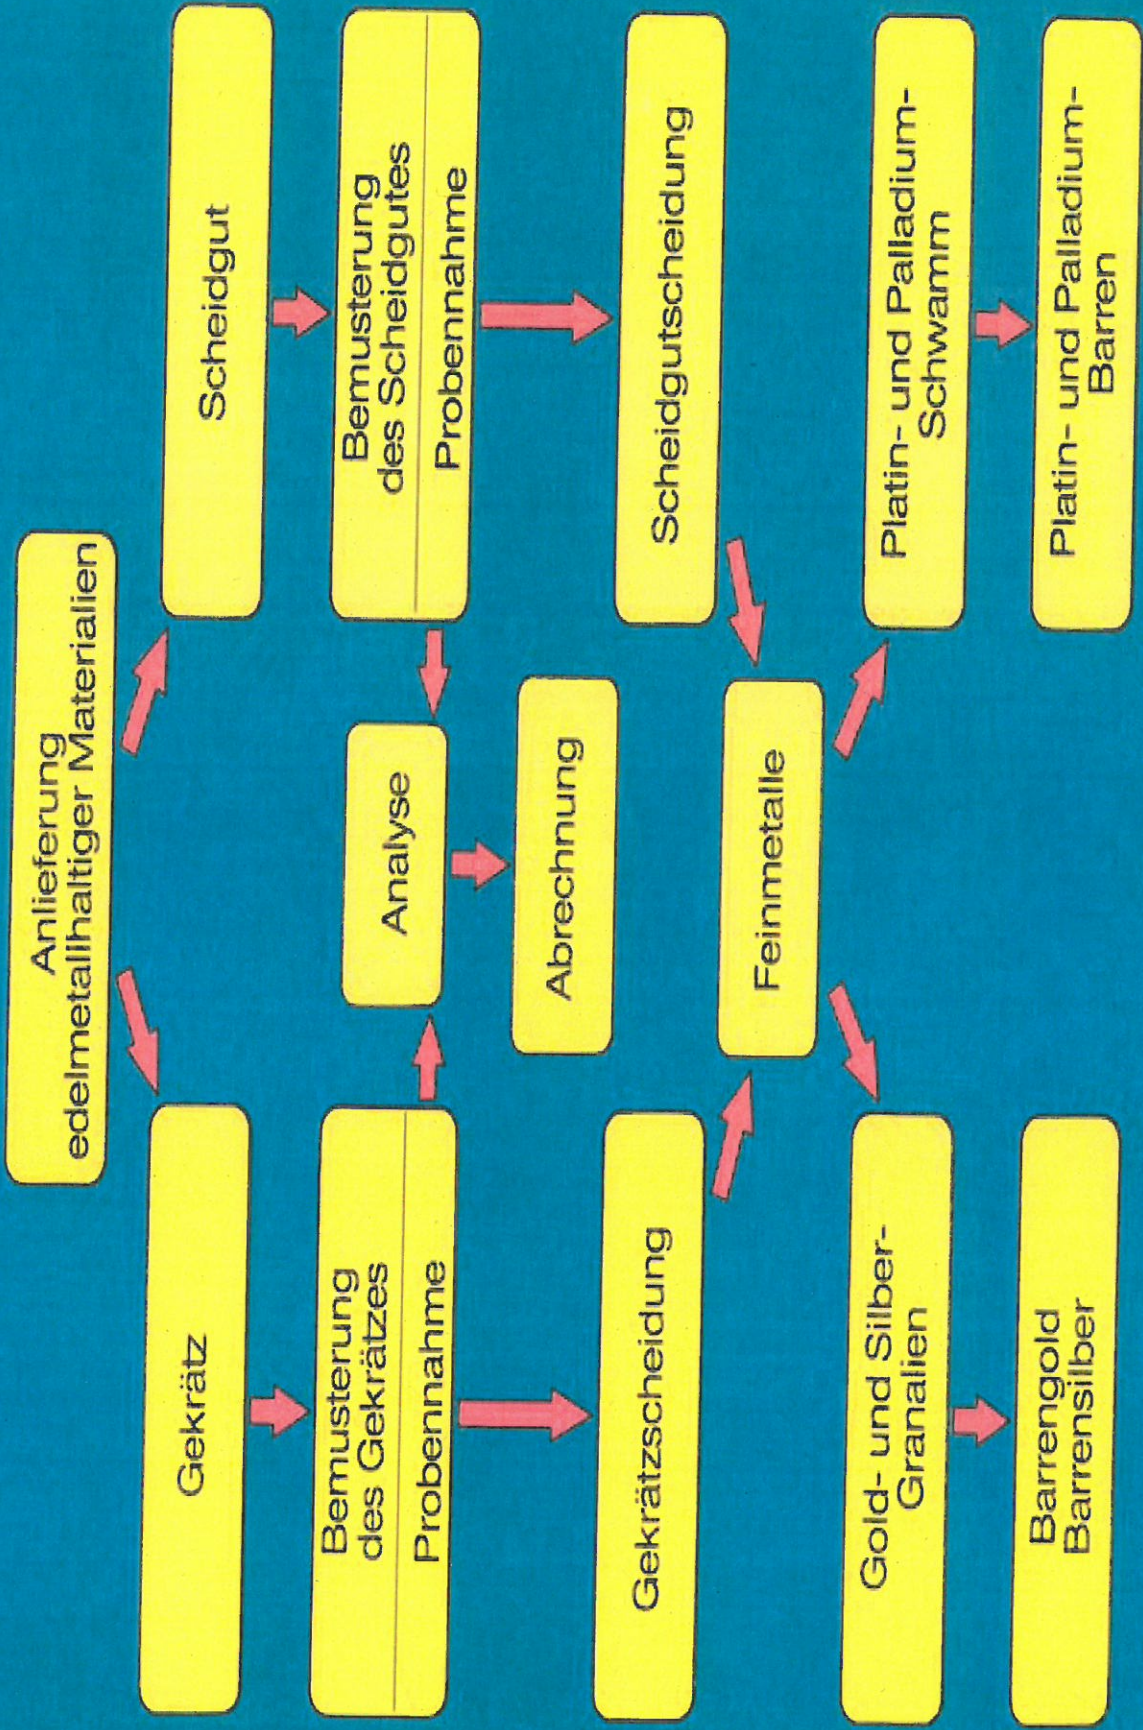 Anlieferung
edelmetallhaltiger Materialien
Gekrätz
Scheidgut
Bemusterung
des Gekrätzes
Probennahme
Analyse
Bemusterung
des Scheidgutes
Probennahme
Abrechnung
Gekrätzscheidung
Scheidgutscheidung
Feinmetalle
Gold- und Silber-
Granalien
Platin- und Palladium-
Schwamm
Barrengold
Barrensilber
Platin- und Palladium-
Barren